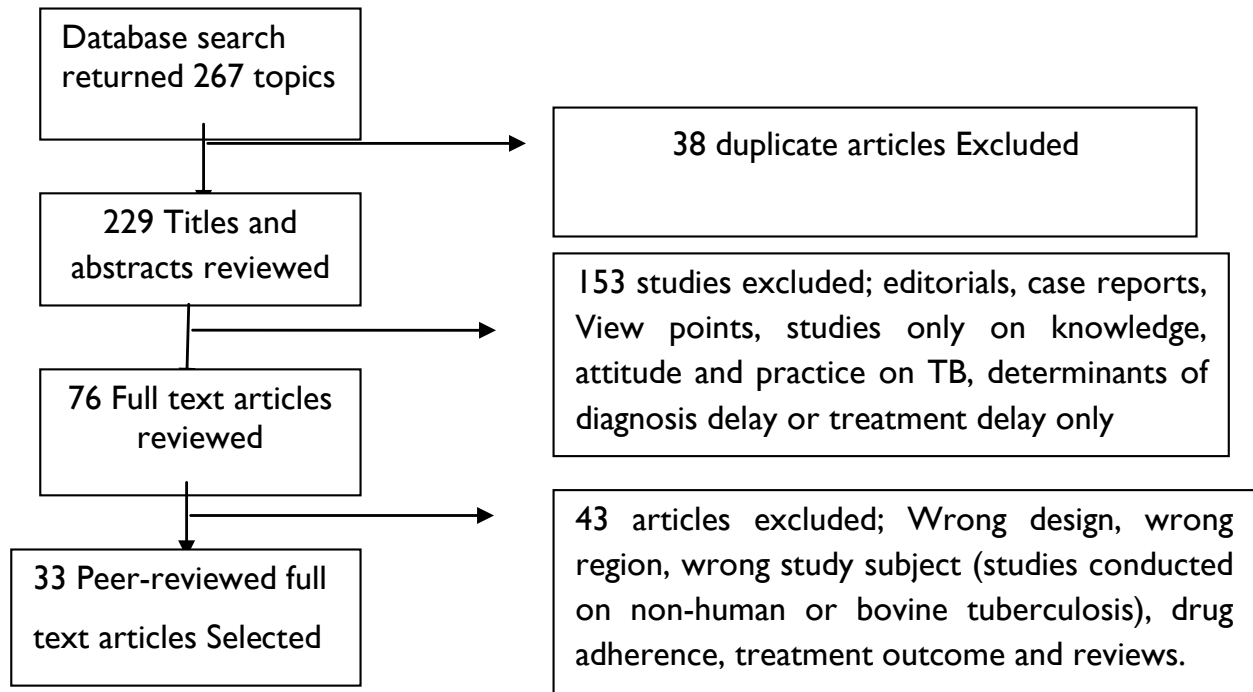 Database search
returned 267 topics
38 duplicate articles Excluded
229 Titles and
abstracts reviewed
153 studies excluded; editorials, case reports,
View points, studies only on knowledge,
attitude and practice on TB, determinants of
diagnosis delay or treatment delay only
76 Full text articles
reviewed
43 articles excluded; Wrong design, wrong
region, wrong study subject (studies conducted
on non-human or bovine tuberculosis), drug
adherence, treatment outcome and reviews.
33 Peer-reviewed full
text articles Selected